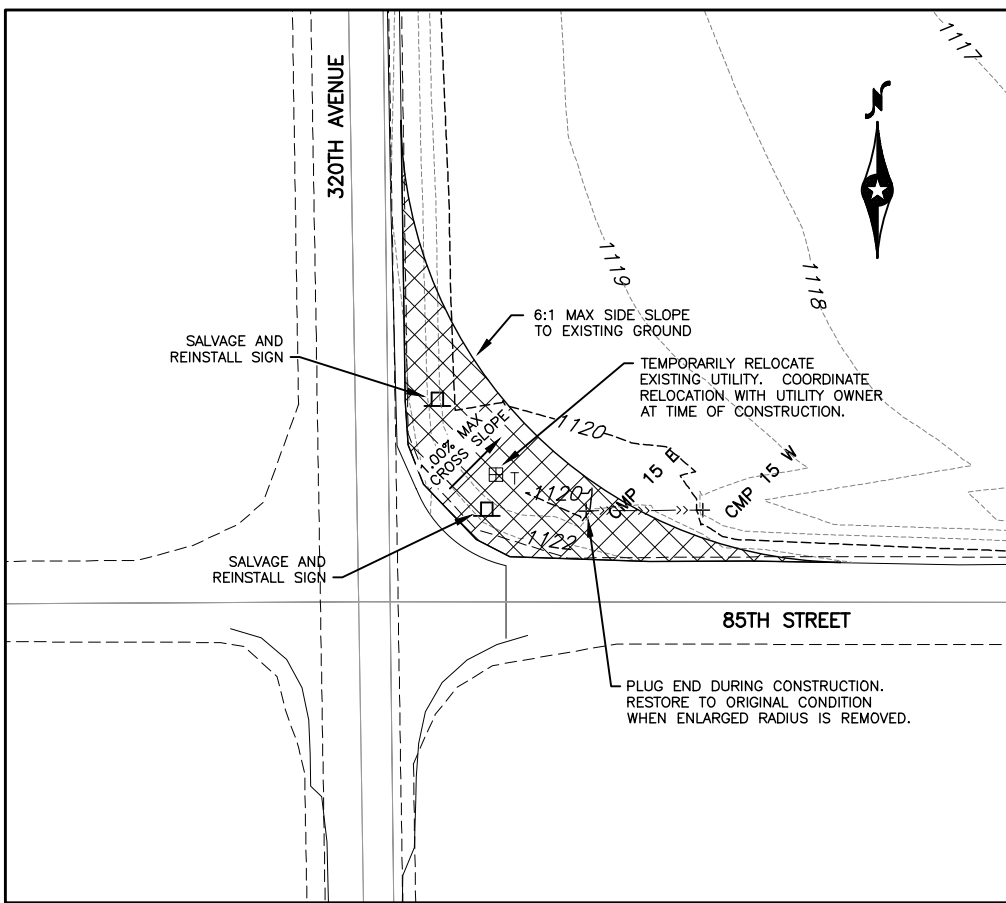 1117
320TH AVENUE
N
1119
1118
6:1 MAX SIDE SLOPE
TO EXISTING GROUND
SALVAGE AND
REINSTALL SIGN
TEMPORARILY RELOCATE
EXISTING UTILITY. COORDINATE
RELOCATION WITH UTILITY OWNER
AT TIME OF CONSTRUCTION.
1.00% MAX
CROSS SLOPE
1120
T
1120
CMP 15 E
CMP 15 W
1122
SALVAGE AND
REINSTALL SIGN
85TH STREET
PLUG END DURING CONSTRUCTION.
RESTORE TO ORIGINAL CONDITION
WHEN ENLARGED RADIUS IS REMOVED.